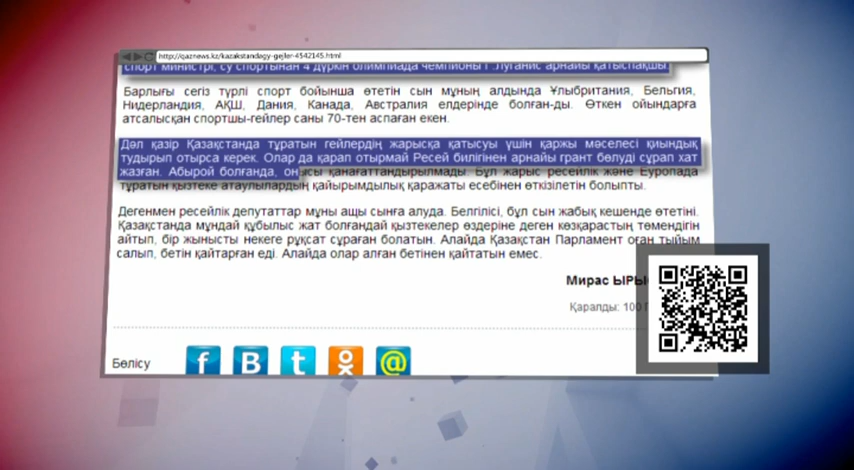 http://qaznews.kz/kazakstandagy-gejler-4542145.html
спорт министрі, су спортынан 4 дүркін олимпиада чемпионы Г.Луганис арнайы қатыспақшы
Барлығы сегіз түрлі спорт бойынша өтетін сын мұның алдында Ұлыбритания, Бельгия,
Нидерландия, АҚШ, Дания, Канада, Австралия елдерінде болған-ды. Өткен ойындарға
атсалысқан спортшы-гейлер саны 70-тен аспаған екен.
Дәл қазір Қазақстанда тұратын гейлердің жарысқа қатысуы үшін қаржы мәселесі қиындық
тудырып отырса керек. Олар да қарап отырмай Ресей билігінен арнайы грант бөлуді сұрап хат
жазған. Абырой болғанда, онысы қанағаттандырылмады. Бұл жарыс ресейлік және Еуропада
тұратын қызтеке атаулылардың қайырымдылық қаражаты есебінен өткізілетін болыпты.
Дегенмен ресейлік депутаттар мұны ащы сынға алуда. Белгілісі, бұл сын жабық кешенде өтетіні.
Қазақстанда мұндай құбылыс жат болғандай қызтекелер өздеріне деген көзқарастың төмендігін
айтып, бір жынысты некеге рұқсат сұраған болатын. Алайда Қазақстан Парламент оған тыйым
салып, бетін қайтарған еді. Алайда олар алған бетінен қайтатын емес.
Мирас
Қаралды: 100
Бөлісу